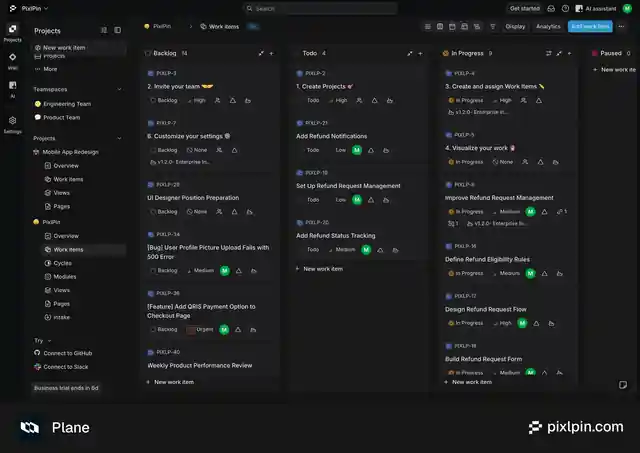 PixlPin
Search
Get started
AI assistant
M
Projects
Wiki
AI
Settings
Projects
New work item
Projects
More
Teamspaces
Engineering Team
Product Team
Projects
Mobile App Redesign
Overview
Work items
Views
Pages
PixlPin
Overview
Work items
Cycles
Modules
Views
Pages
Intake
Try
Connect to GitHub
Connect to Slack
Business trial ends in 8d
PixlPin
Work items
Display
Analytics
Backlog 14
PIXLP-3
2. Invite your team
Backlog High
PIXLP-7
6. Customize your settings
Backlog None
v1.2.0- Enterprise In...
PIXLP-28
UI Designer Position Preparation
Backlog None
PIXLP-34
[Bug] User Profile Picture Upload Fails with
500 Error
Backlog Medium M
PIXLP-36
[Feature] Add QRIS Payment Option to
Checkout Page
Backlog Urgent M
PIXLP-40
Weekly Product Performance Review
New work item
Todo 4
PIXLP-2
1. Create Projects
Todo High
PIXLP-21
Add Refund Notifications
Todo Low M
PIXLP-19
Set Up Refund Request Management
Todo Low M
PIXLP-20
Add Refund Status Tracking
Todo Medium M
New work item
In Progress 9
PIXLP-4
3. Create and assign Work Items
In Progress High
v1.2.0- Enterprise In...
PIXLP-5
4. Visualize your work
In Progress None
PIXLP-8
Improve Refund Request Management
In Progress Medium M 1
1 v1.2.0- Enterprise In...
PIXLP-16
Define Refund Eligibility Rules
In Progress Medium M
PIXLP-17
Design Refund Request Flow
In Progress High M
PIXLP-18
Build Refund Request Form
In Progress Medium M
New work item
Paused 0
New work ite
Plane
pixlpin.com